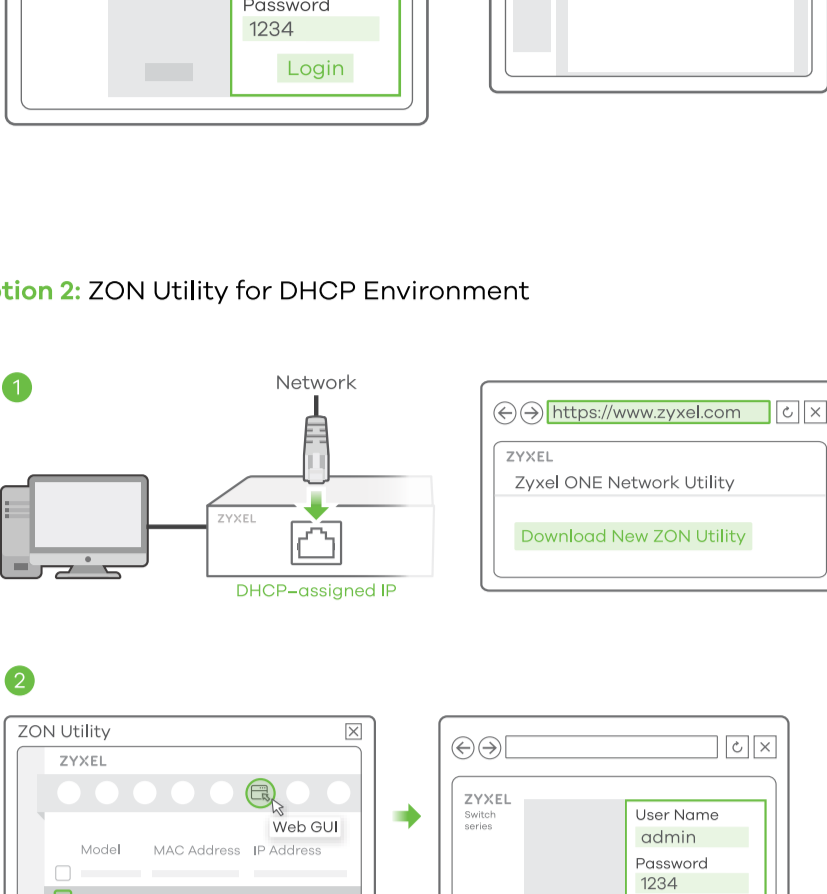 Password
1234
Login
tion 2: ZON Utility for DHCP Environment
1
Network
ZYXEL
DHCP-assigned IP
https://www.zyxel.com
ZYXEL
Zyxel ONE Network Utility
Download New ZON Utility
2
ZON Utility
ZYXEL
Web GUI
Model MAC Address IP Address
ZYXEL
Switch
series
User Name
admin
Password
1234